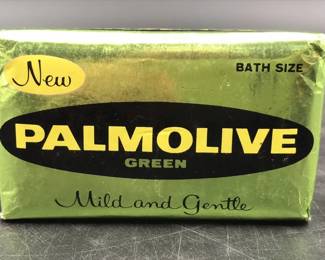 New
BATH SIZE
PALMOLIVE
GREEN
Mild and Gentle